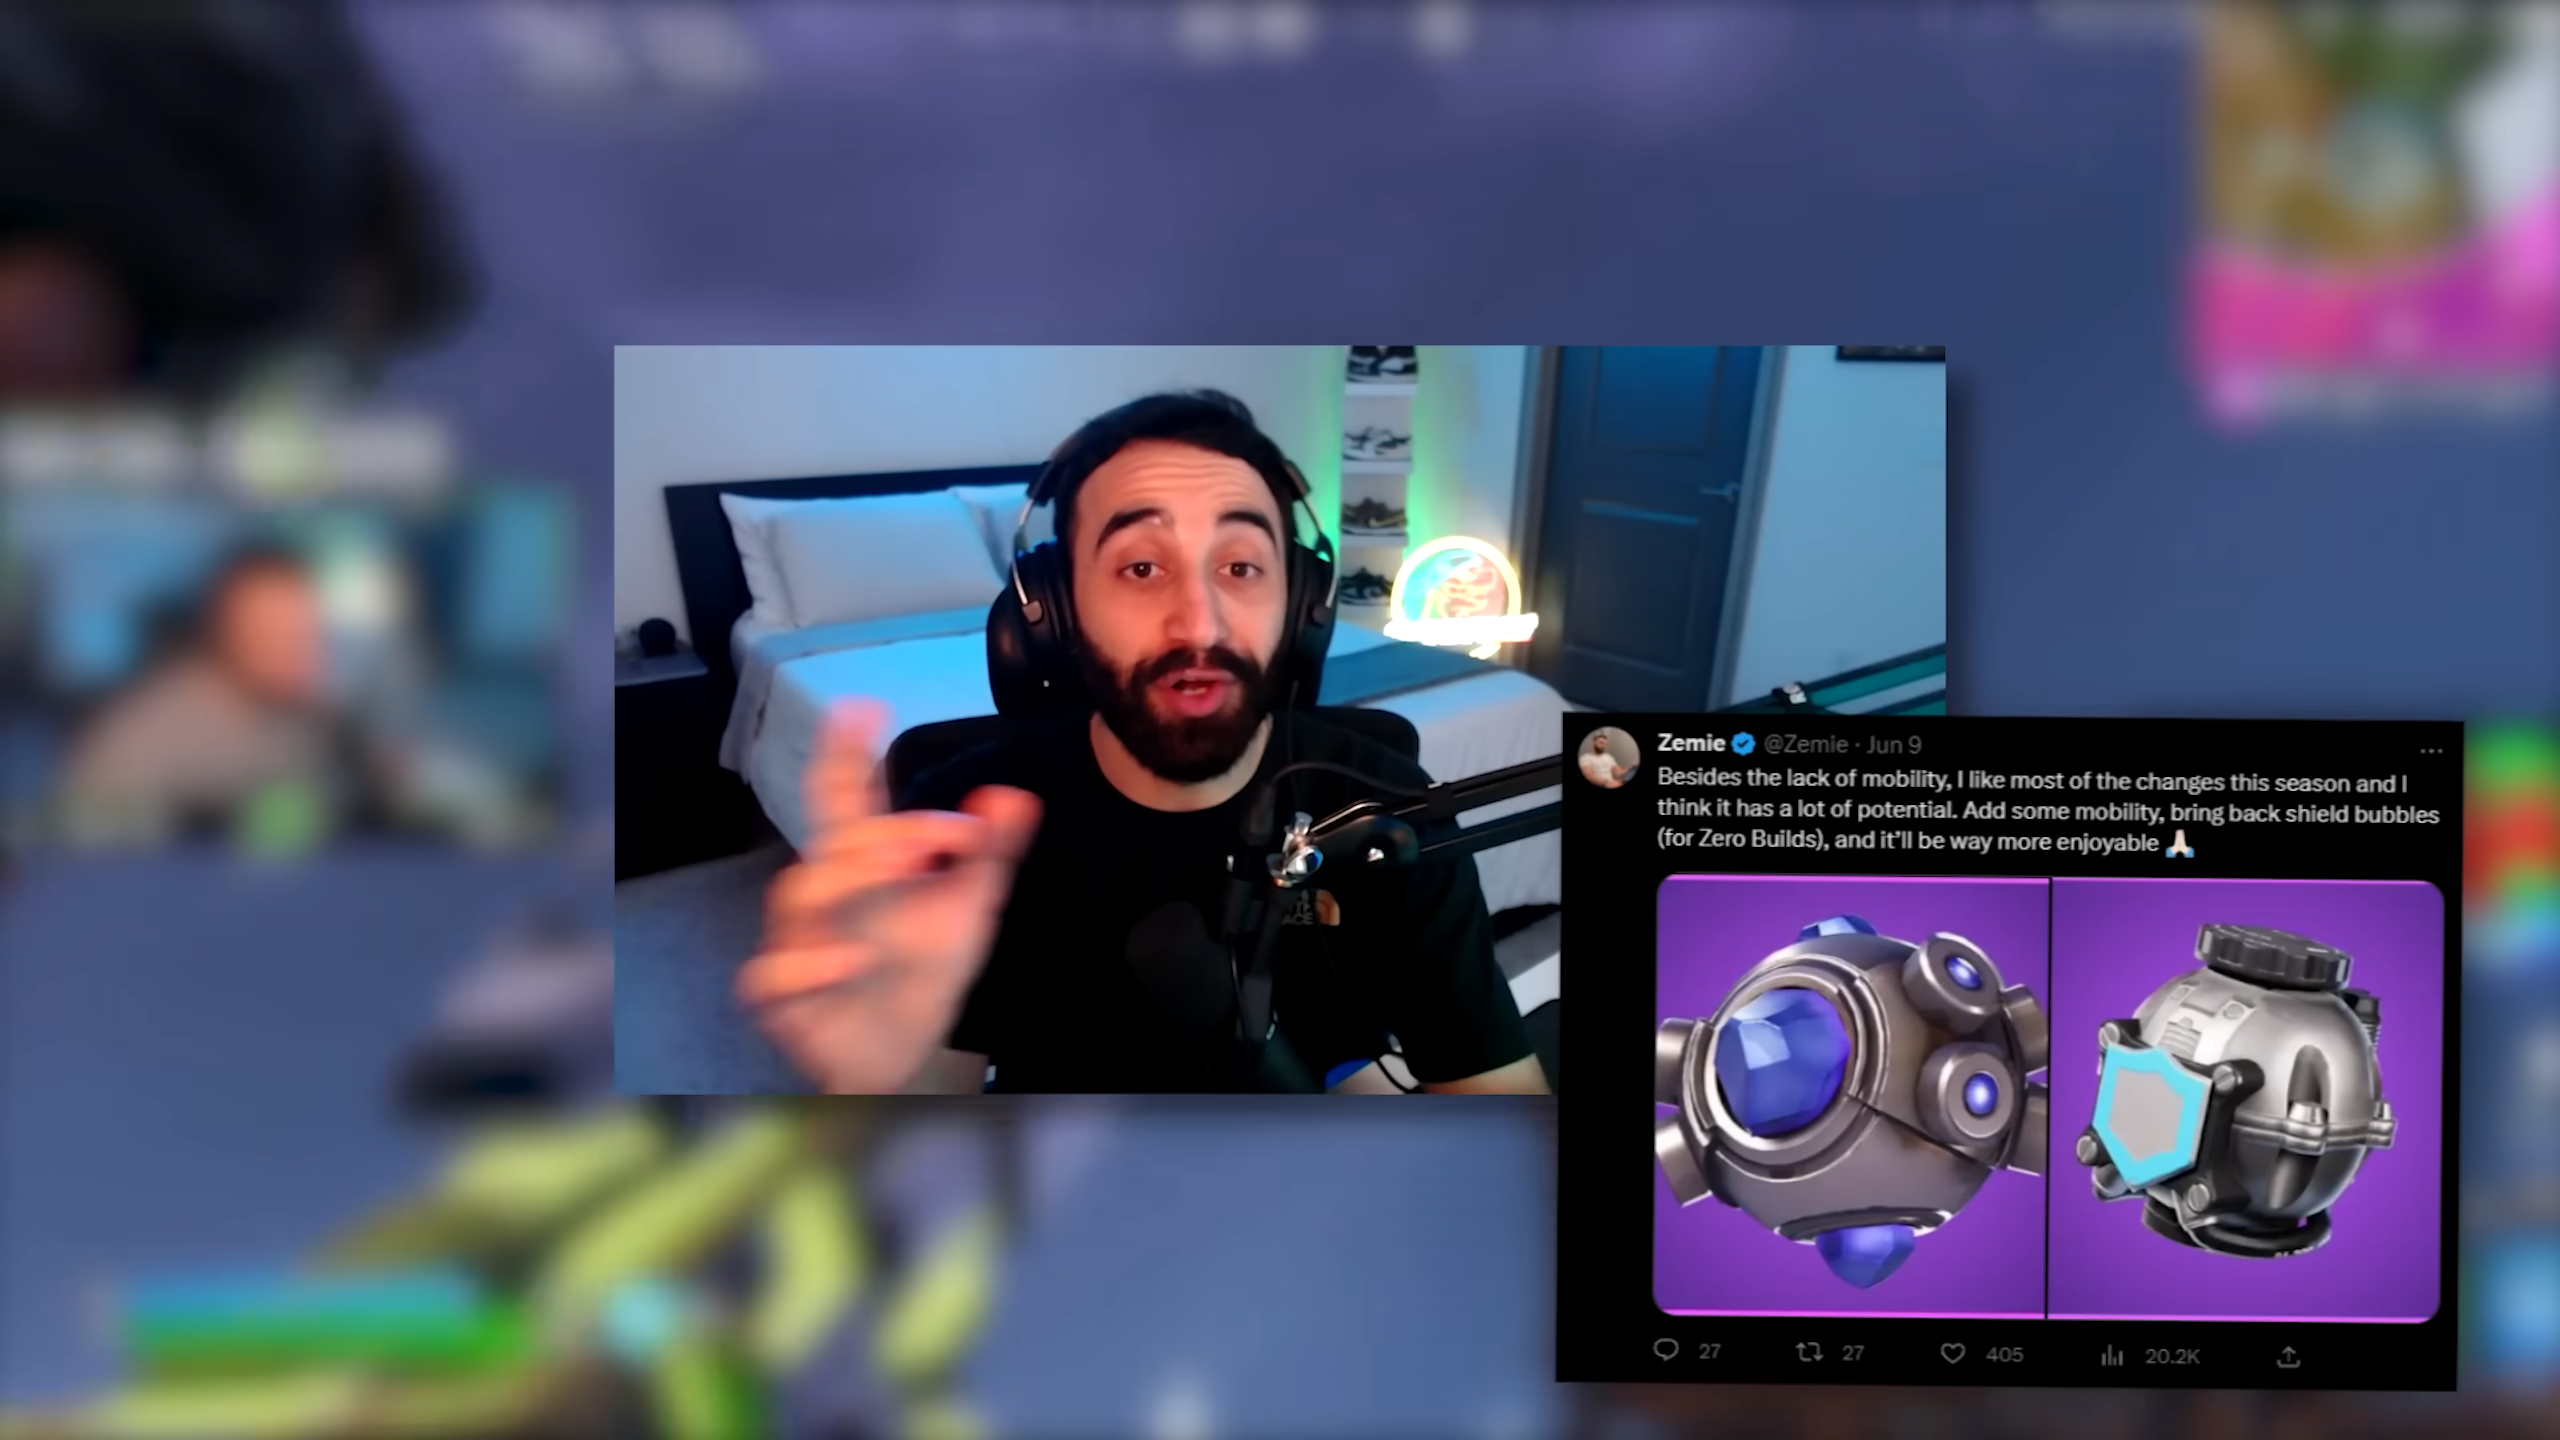 Zemie @Zemie · Jun 9
Besides the lack of mobility, I like most of the changes this season and I
think it has a lot of potential. Add some mobility, bring back shield bubbles
(for Zero Builds), and it'll be way more enjoyable 🙏🏻
27 27 405 20.2K